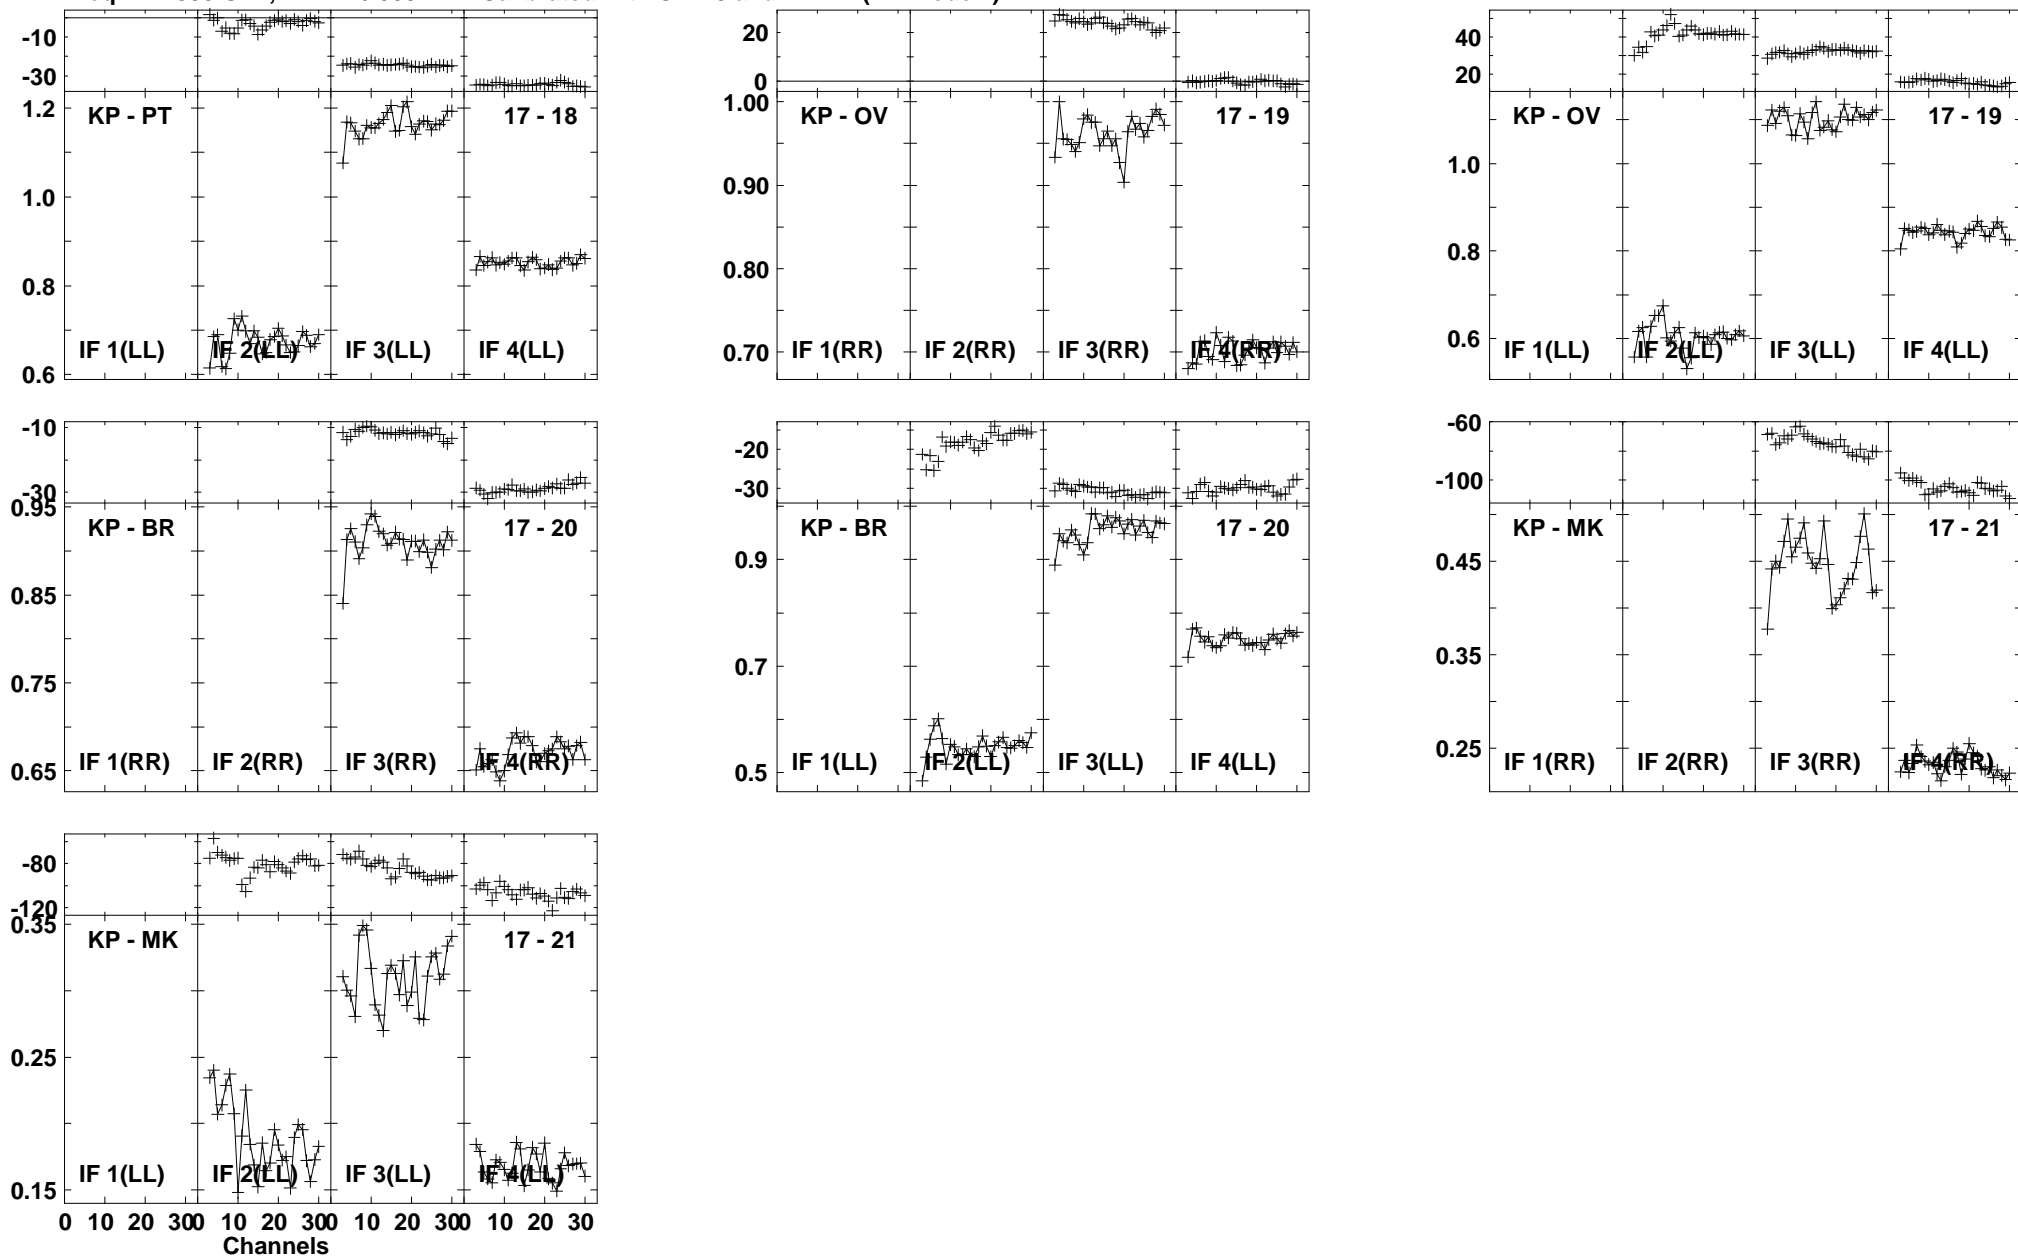 -10
-30
1.2
1.0
0.8
0.6
KP - PT
17 - 18
IF 1(LL)
IF 2(LL)
IF 3(LL)
IF 4(LL)
20
0
1.00
0.90
0.80
0.70
KP - OV
17 - 19
IF 1(RR)
IF 2(RR)
IF 3(RR)
IF 4(RR)
40
20
1.0
0.8
0.6
KP - OV
17 - 19
IF 1(LL)
IF 2(LL)
IF 3(LL)
IF 4(LL)
-10
-30
0.95
0.85
0.75
0.65
KP - BR
17 - 20
IF 1(RR)
IF 2(RR)
IF 3(RR)
IF 4(RR)
-20
-30
0.9
0.7
0.5
KP - BR
17 - 20
IF 1(LL)
IF 2(LL)
IF 3(LL)
IF 4(LL)
-60
-100
0.45
0.35
0.25
KP - MK
17 - 21
IF 1(RR)
IF 2(RR)
IF 3(RR)
IF 4(RR)
-80
-120
0.35
0.25
0.15
KP - MK
17 - 21
IF 1(LL)
IF 2(LL)
IF 3(LL)
IF 4(LL)
0 10 20 300 10 20 300 10 20 300 10 20 30
Channels